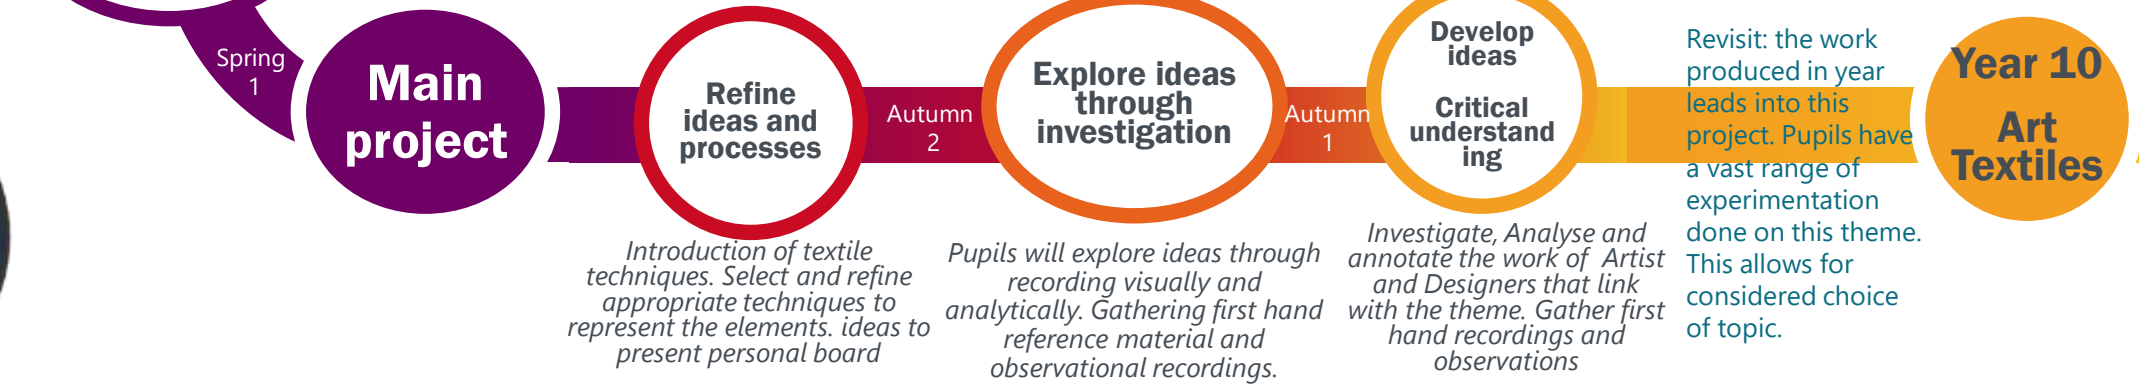 Spring
1
Main
project
Refine
ideas and
processes
Introduction of textile
techniques. Select and refine
appropriate techniques to
represent the elements. ideas to
present personal board
Autumn
2
Explore ideas
through
investigation
Pupils will explore ideas through
recording visually and
analytically. Gathering first hand
reference material and
observational recordings.
Autumn
1
Develop
ideas
Critical
understand
ing
Investigate, Analyse and
annotate the work of  Artist
and Designers that link
with the theme. Gather first
hand recordings and
observations
Revisit: the work
produced in year
leads into this
project. Pupils have
a vast range of
experimentation
done on this theme.
This allows for
considered choice
of topic.
Year 10
Art
Textiles